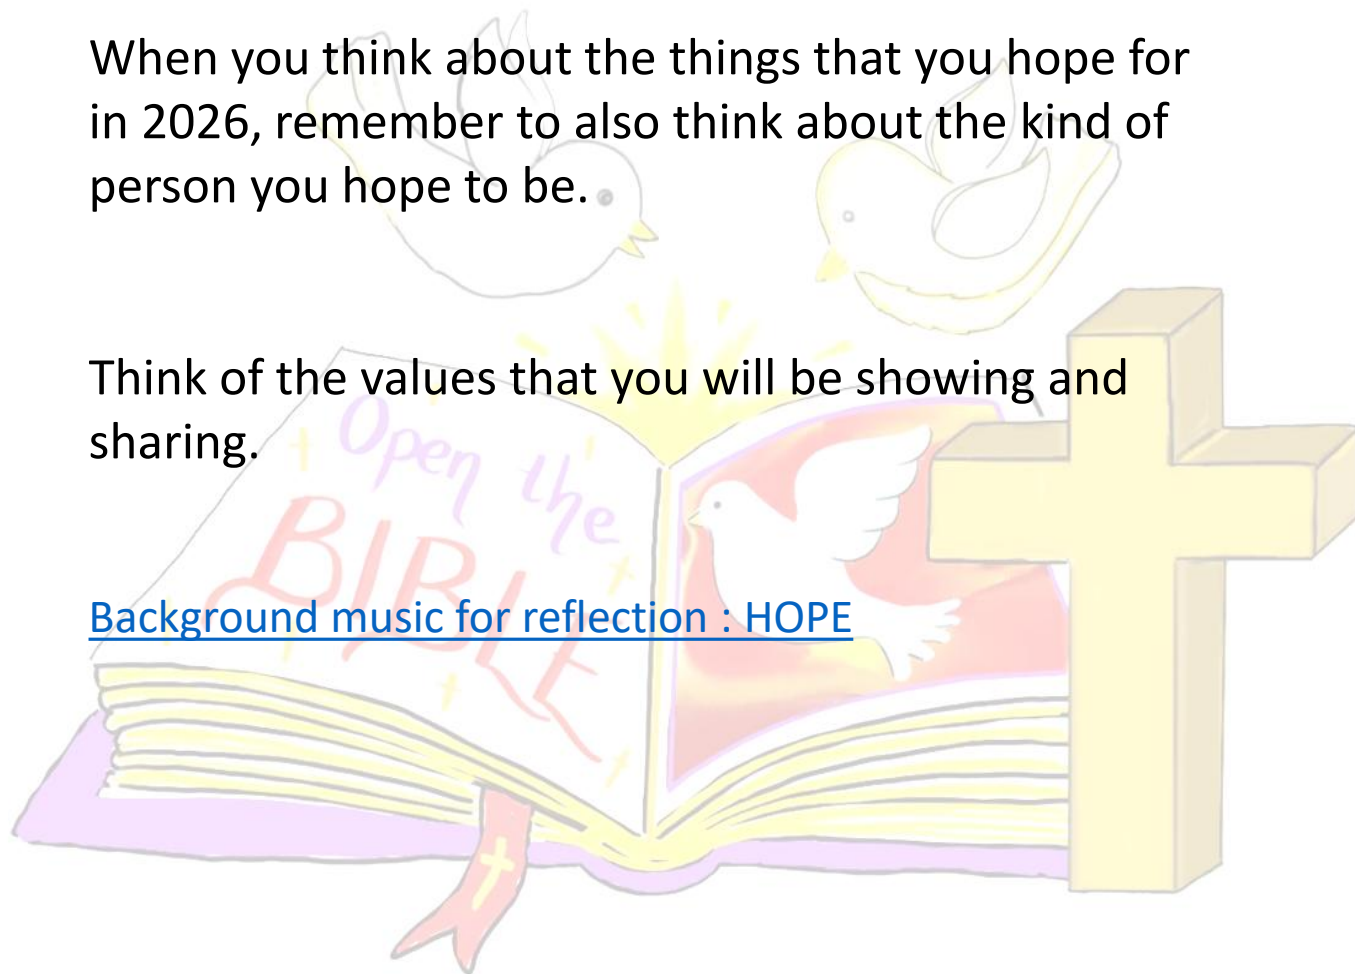 When you think about the things that you hope for
in 2026, remember to also think about the kind of
person you hope to be.
Think of the values that you will be showing and
sharing.
Open the
BIBLE
Background music for reflection : HOPE